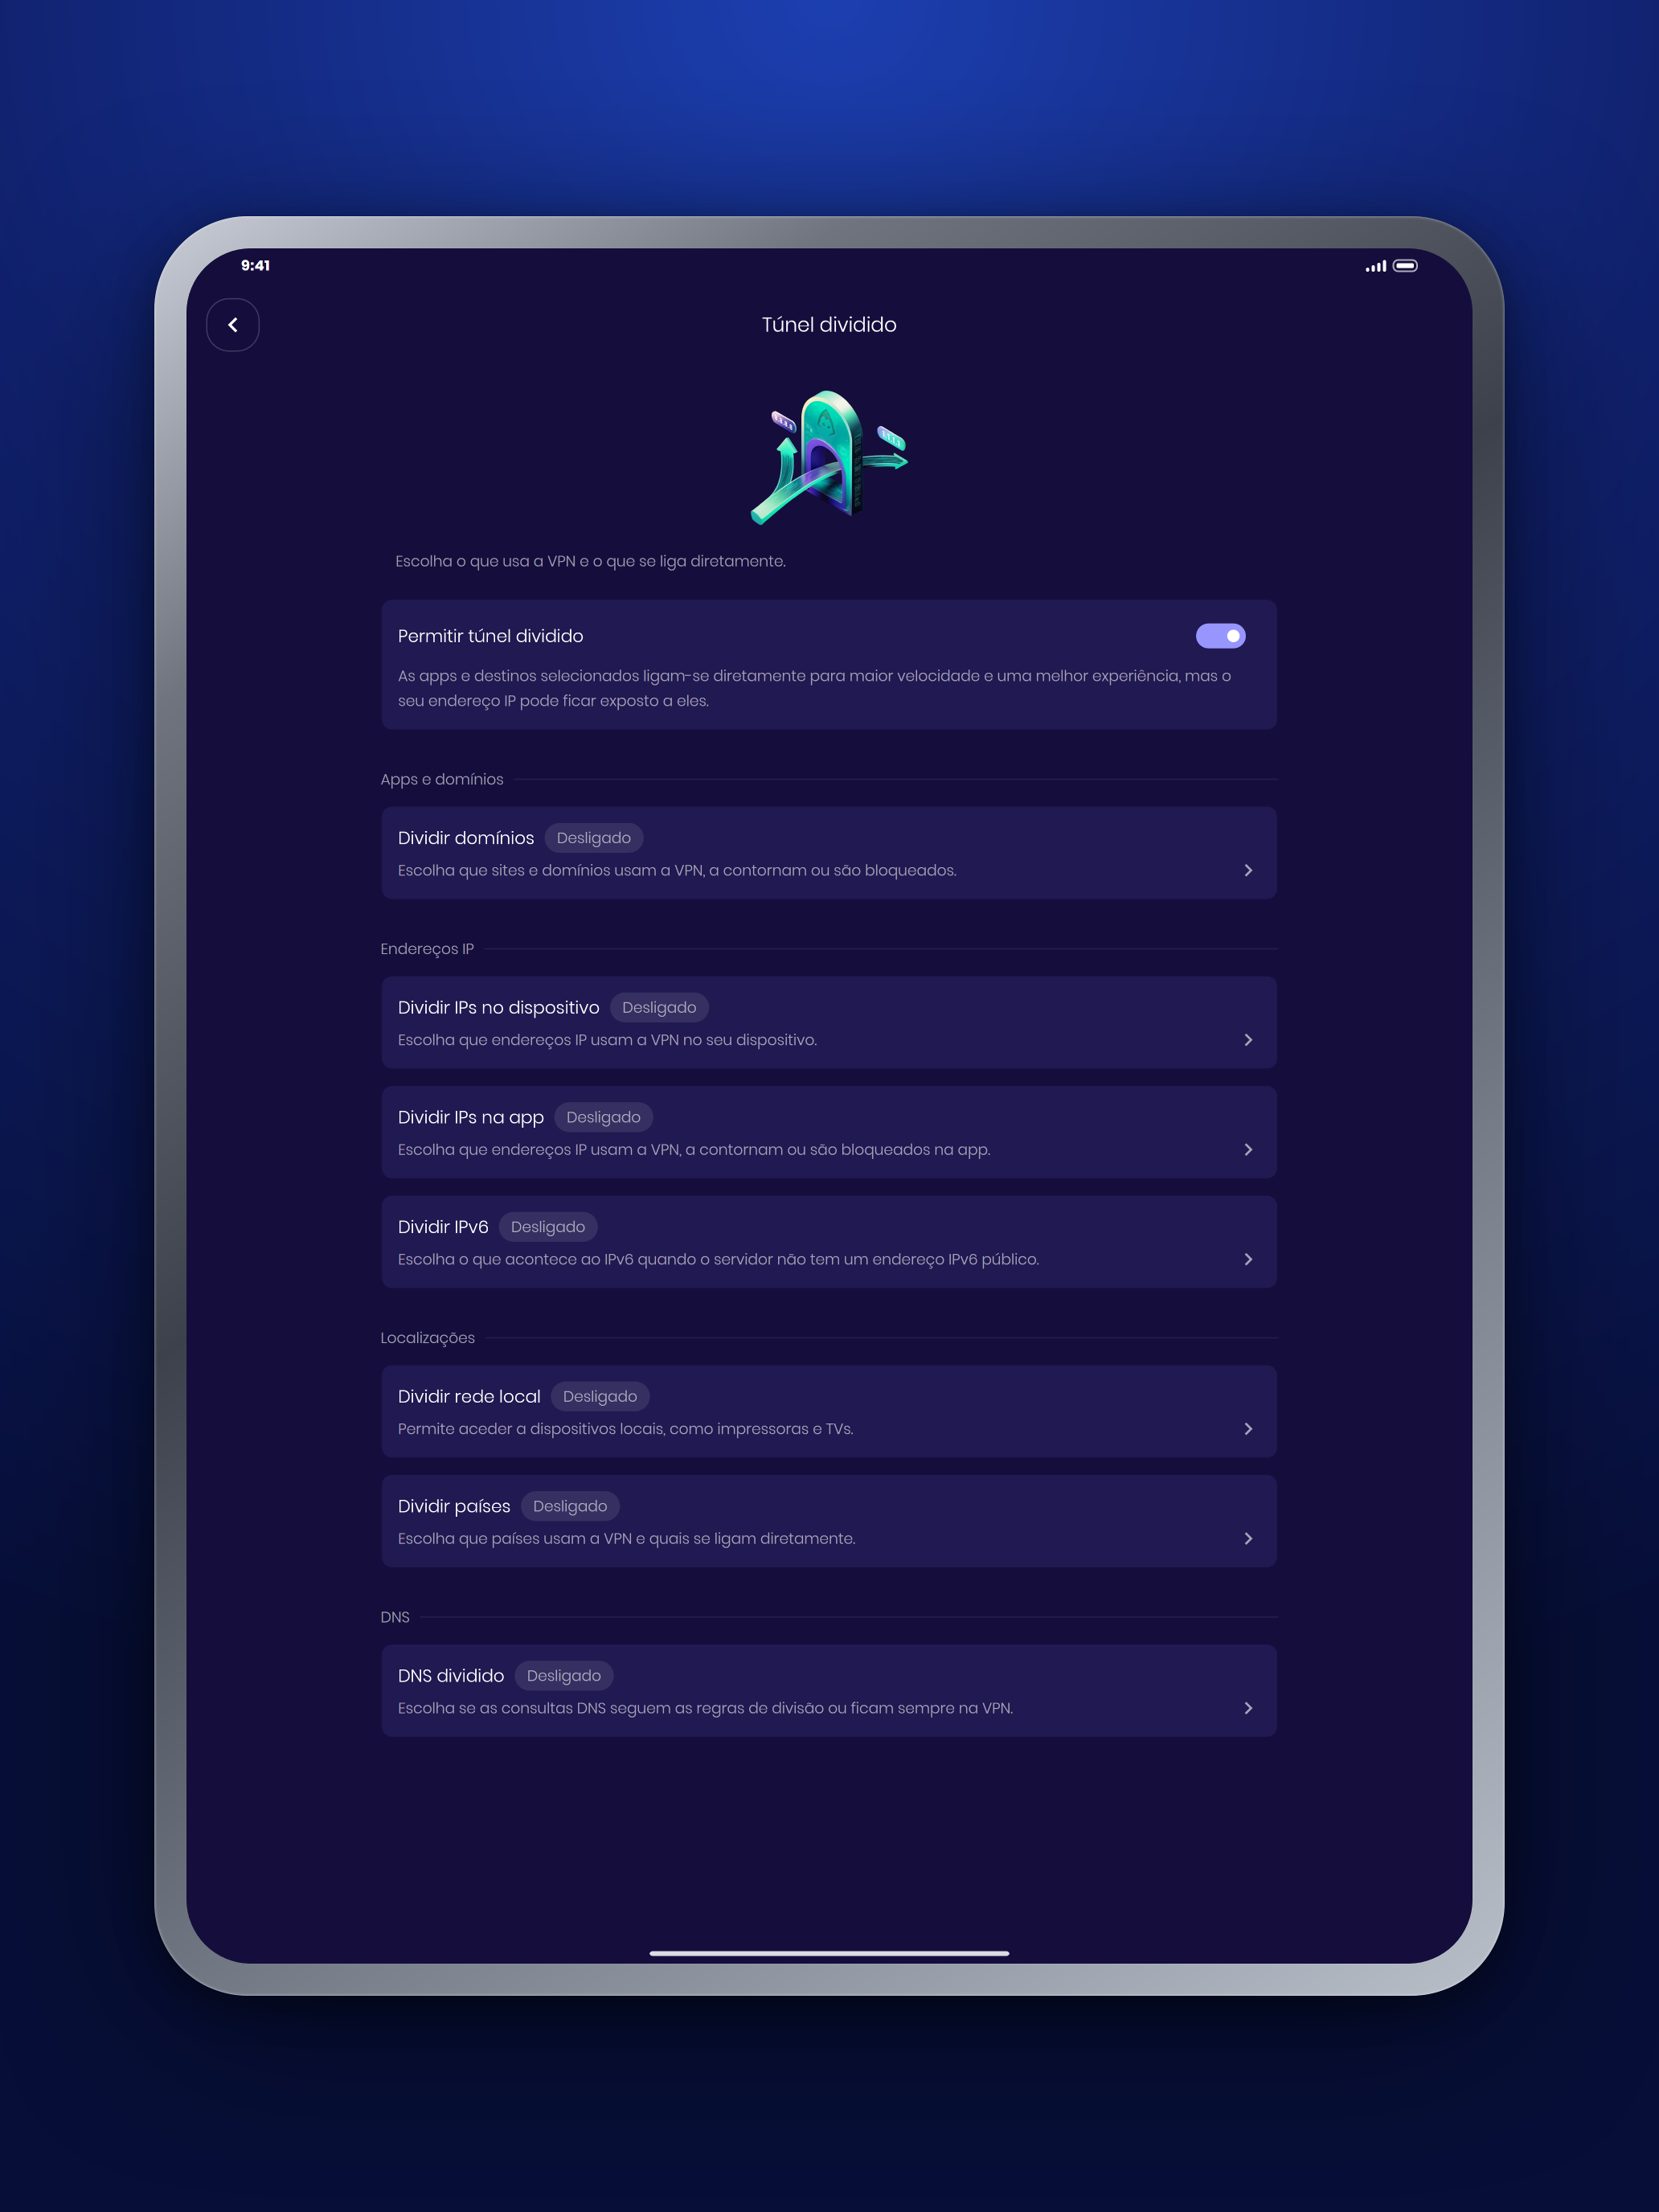 9:41
Túnel dividido
Escolha o que usa a VPN e o que se liga diretamente.
Permitir túnel dividido
As apps e destinos selecionados ligam-se diretamente para maior velocidade e uma melhor experiência, mas o
seu endereço IP pode ficar exposto a eles.
Apps e domínios
Dividir domínios Desligado
Escolha que sites e domínios usam a VPN, a contornam ou são bloqueados.
Endereços IP
Dividir IPs no dispositivo Desligado
Escolha que endereços IP usam a VPN no seu dispositivo.
Dividir IPs na app Desligado
Escolha que endereços IP usam a VPN, a contornam ou são bloqueados na app.
Dividir IPv6 Desligado
Escolha o que acontece ao IPv6 quando o servidor não tem um endereço IPv6 público.
Localizações
Dividir rede local Desligado
Permite aceder a dispositivos locais, como impressoras e TVs.
Dividir países Desligado
Escolha que países usam a VPN e quais se ligam diretamente.
DNS
DNS dividido Desligado
Escolha se as consultas DNS seguem as regras de divisão ou ficam sempre na VPN.